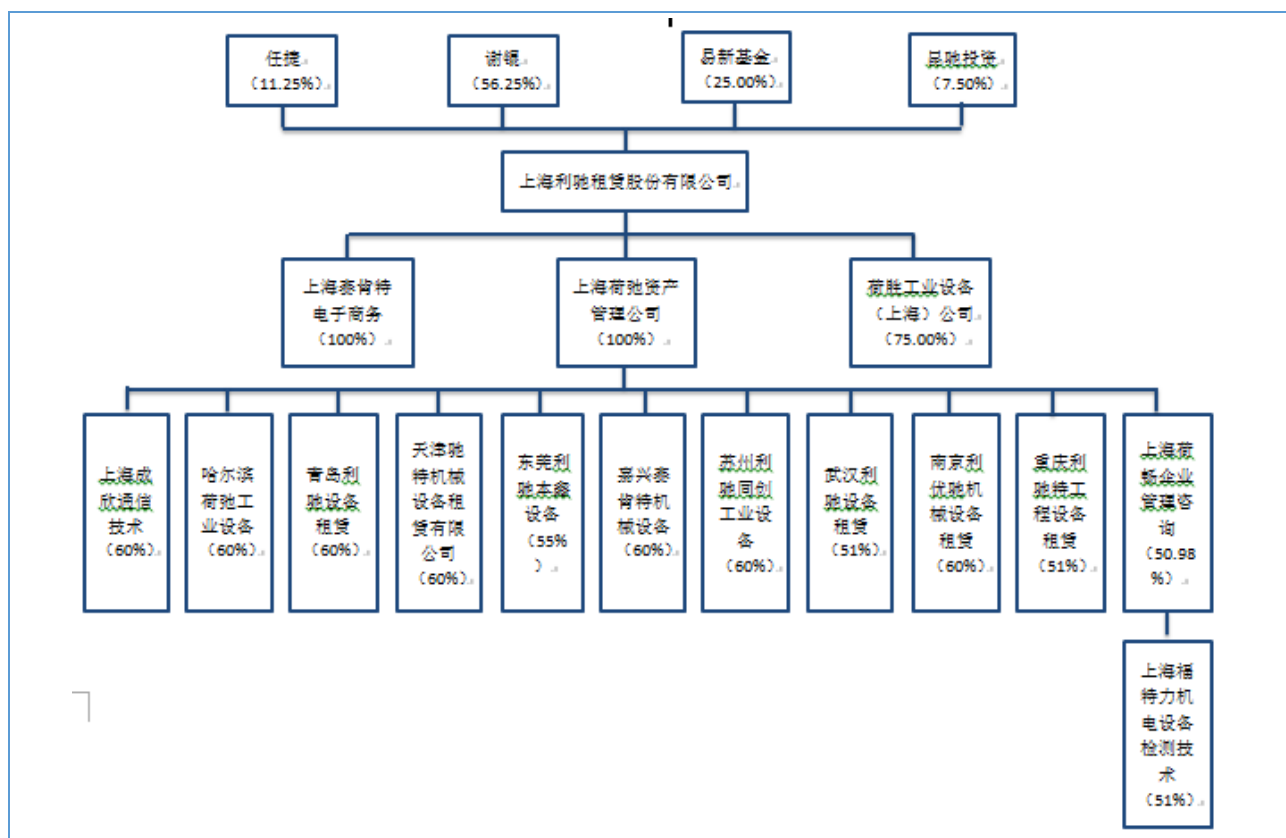 任捷
(11.25%)
谢锟
(56.25%)
易新基金
(25.00%)
昆驰投资
(7.50%)
上海利驰租赁股份有限公司
上海泰肯特
电子商务
(100%)
上海荷驰资产
管理公司
(100%)
荷胜工业设备
(上海)公司
(75.00%)
上海成
欣通信
技术
(60%)
哈尔滨
荷驰工
业设备
(60%)
青岛利
驰设备
租赁
(60%)
天津驰
特机械
设备租
赁有限
公司
(60%)
东莞利
驰本鑫
设备
(55%
)
嘉兴泰
肯特机
械设备
(60%)
苏州利
驰同创
工业设
备
(60%)
武汉利
驰设备
租赁
(51%)
南京利
优驰机
械设备
租赁
(60%)
重庆利
驰特工
程设备
租赁
(51%)
上海荷
畅企业
管理咨
询
(50.98
%)
上海福
特力机
电设备
检测技
术
(51%)